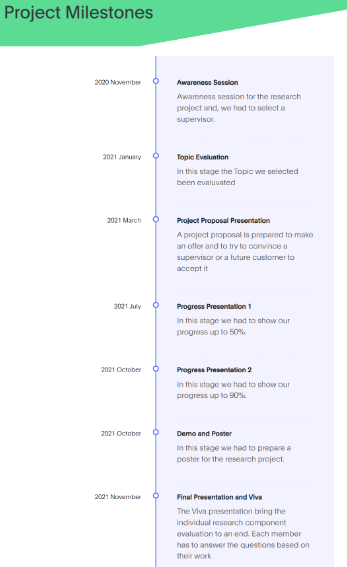 Project Milestones
2020 November
Awareness Session
Awareness session for the research
project and, we had to select a
supervisor.
2021 January
Topic Evaluation
In this stage the Topic we selected
been evaluvated
2021 March
Project Proposal Presentation
A project proposal is prepared to make
an offer and to try to convince a
supervisor or a future customer to
accept it
2021 July
Progress Presentation 1
In this stage we had to show our
progress up to 50%.
2021 October
Progress Presentation 2
In this stage we had to show our
progress up to 90%.
2021 October
Demo and Poster
In this stage we had to prepare a
poster for the research project.
2021 November
Final Presentation and Viva
The Viva presentation bring the
individual research component
evaluation to an end. Each member
has to answer the questions based on
their work